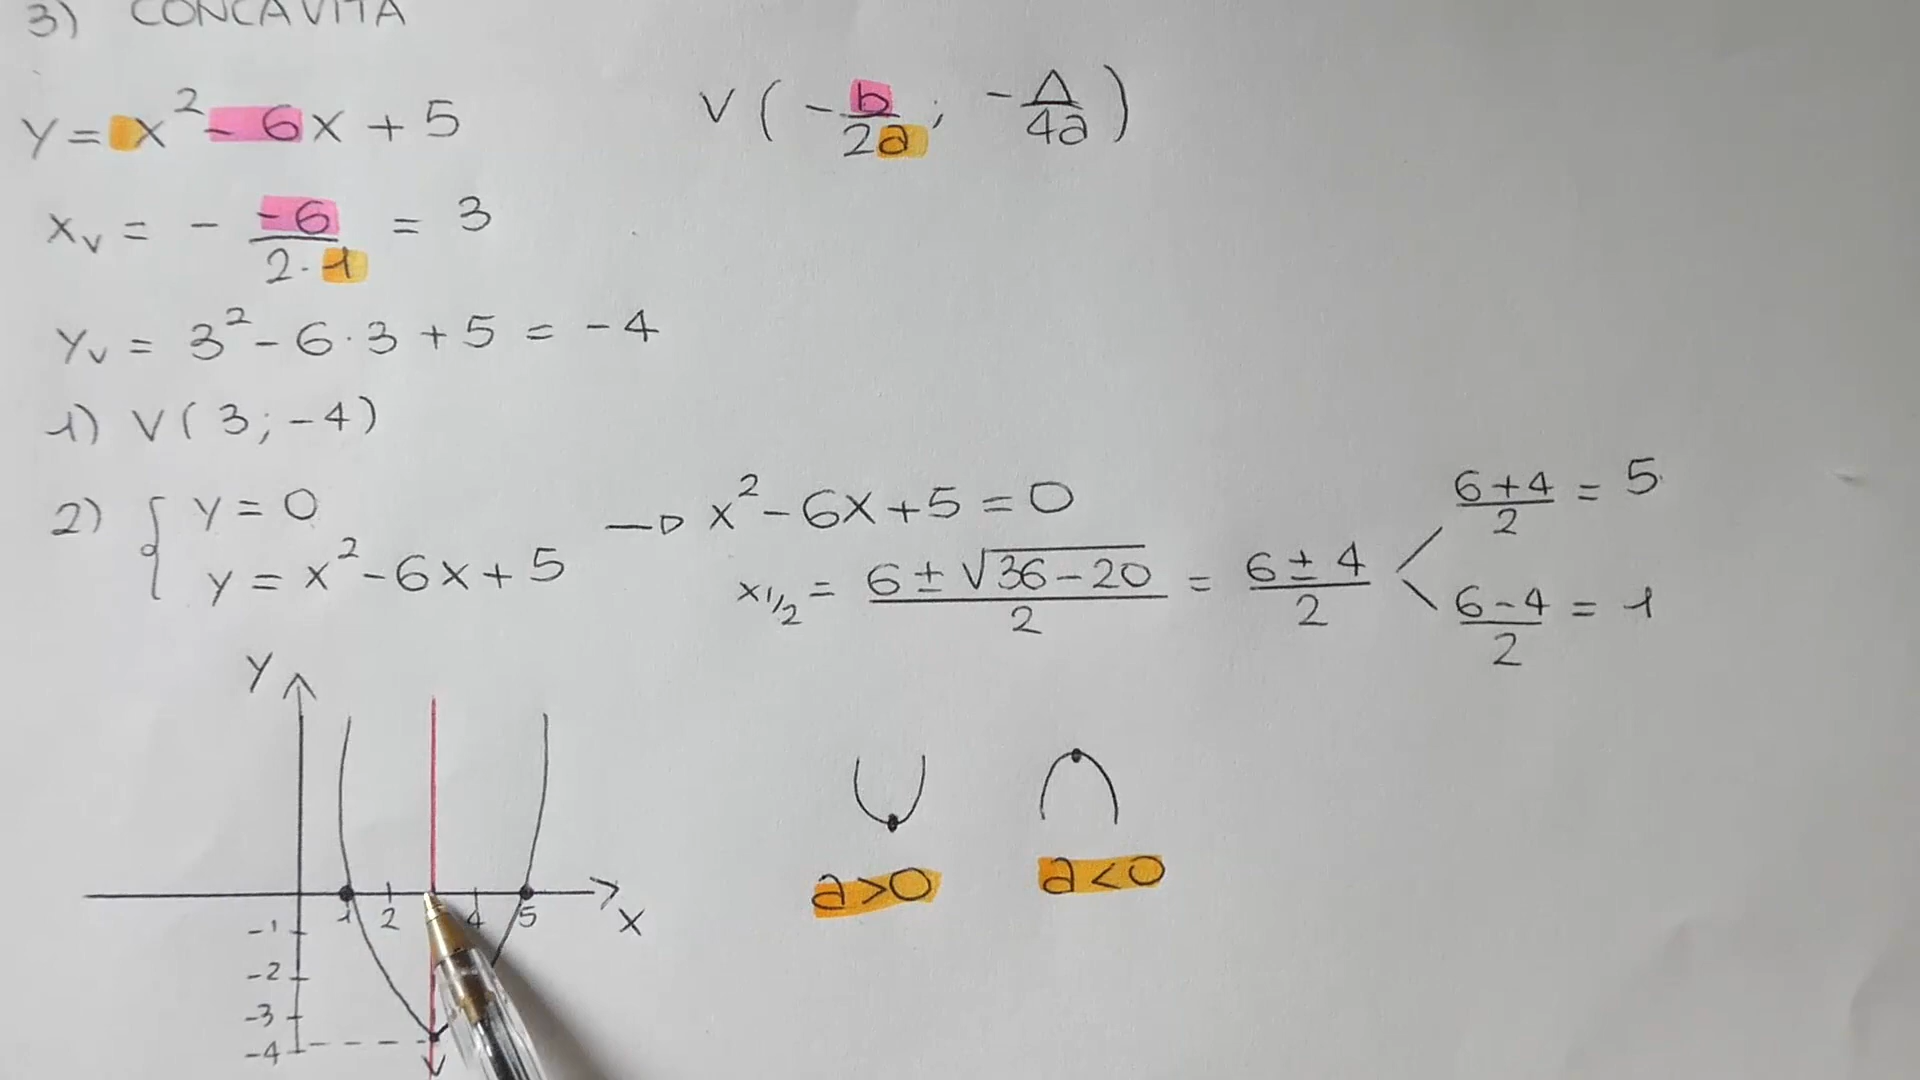 3) CONCAVITÀ
y = x² - 6x + 5
V ( - b/2a ; - Δ/4a )
xv = - -6/2·1 = 3
yv = 3² - 6·3 + 5 = -4
1) V(3; -4)
2) { y = 0
y = x² - 6x + 5
→ x² - 6x + 5 = 0
x1/2 = 6 ± √36 - 20 / 2 = 6 ± 4 / 2
6 + 4 / 2 = 5
6 - 4 / 2 = 1
y
1 2 4 5 x
-1
-2
-3
-4
V
a > 0
a < 0